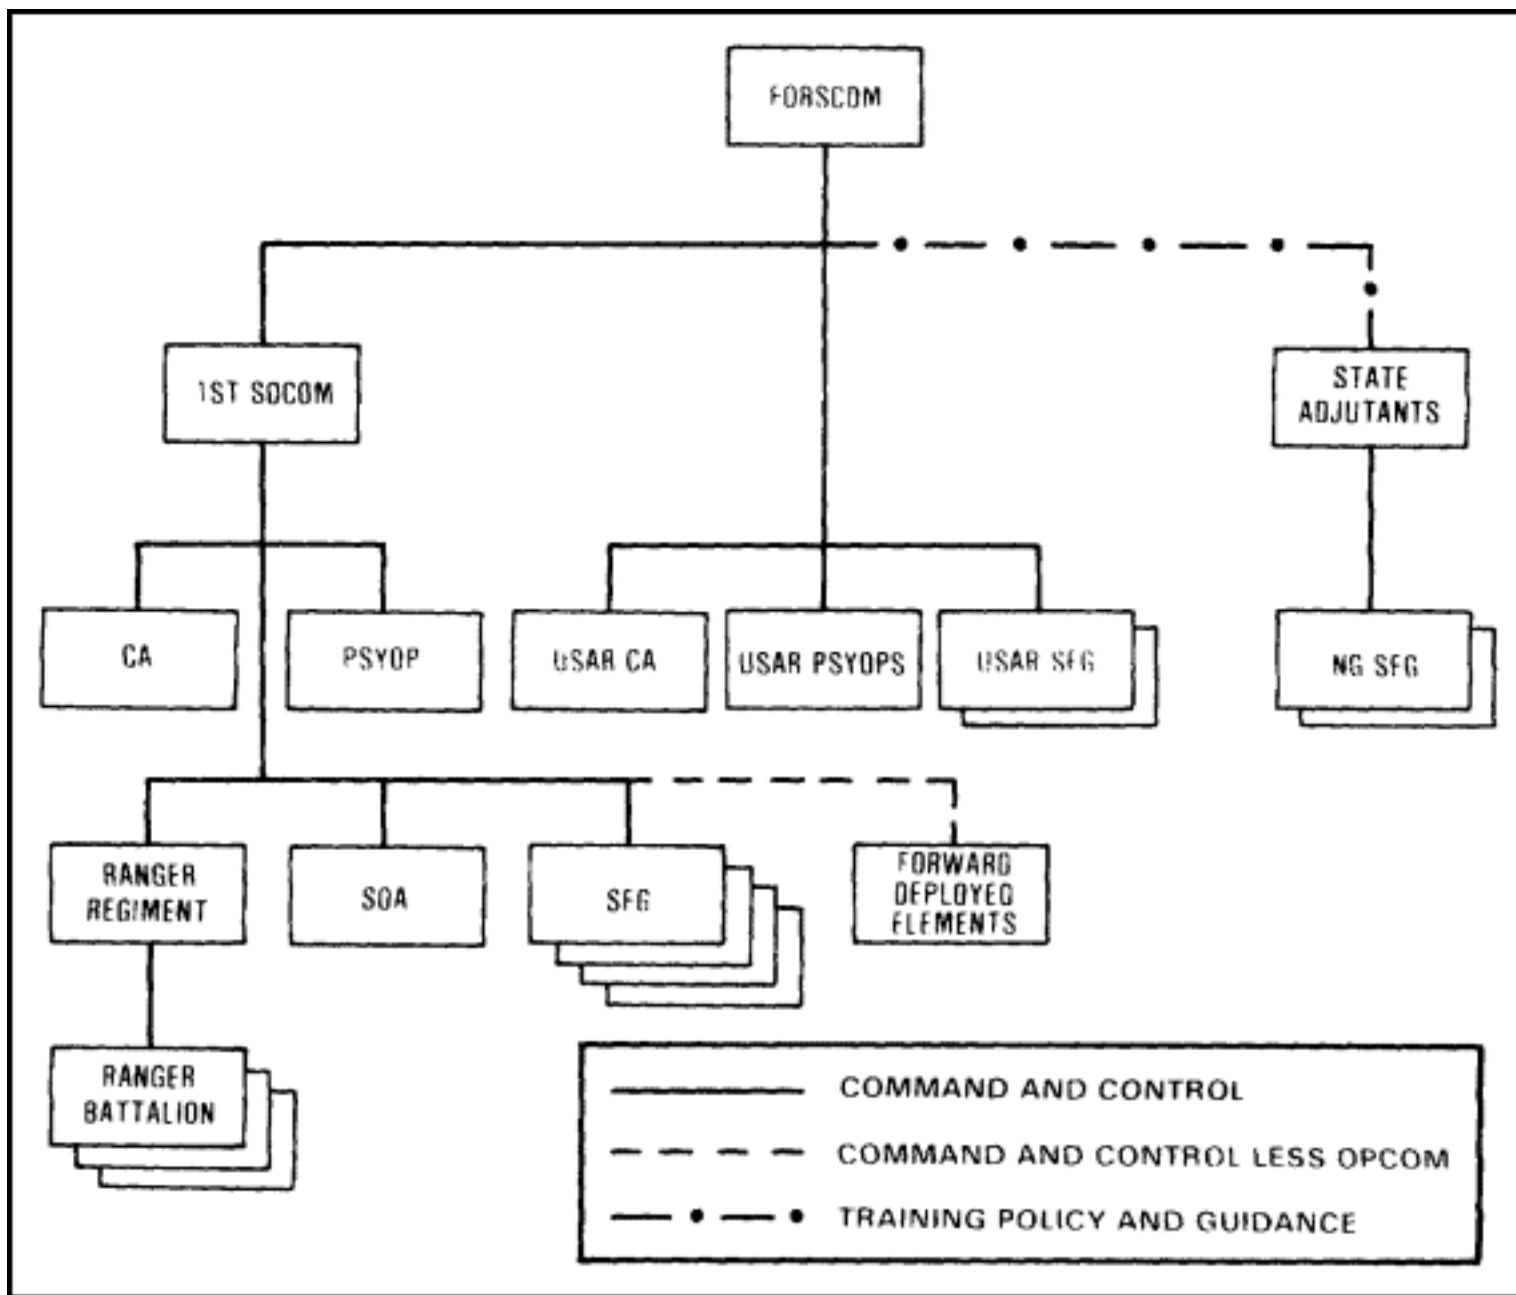 FORSCOM
1ST SOCOM
STATE
ADJUTANTS
CA
PSYOP
USAR CA
USAR PSYOPS
USAR SFG
NG SFG
RANGER
REGIMENT
SOA
SFG
FORWARD
DEPLOYED
ELEMENTS
RANGER
BATTALION
COMMAND AND CONTROL
COMMAND AND CONTROL LESS OPCOM
TRAINING POLICY AND GUIDANCE